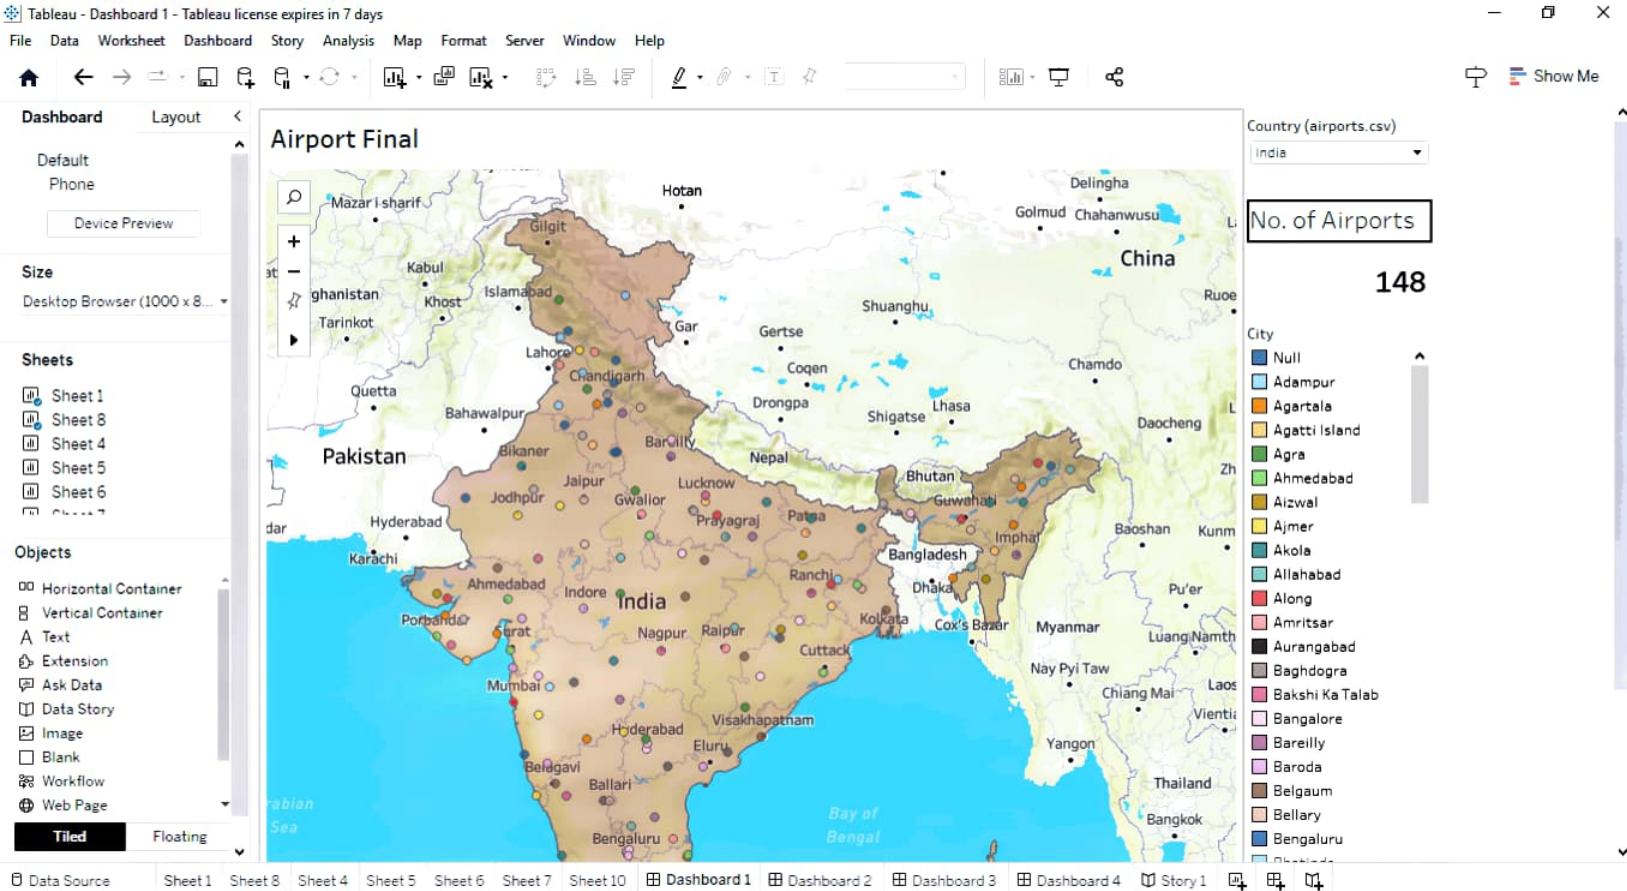 Tableau - Dashboard 1 - Tableau license expires in 7 days
File Data Worksheet Dashboard Story Analysis Map Format Server Window Help
Show Me
Dashboard Layout
Default
Phone
Device Preview
Size
Desktop Browser (1000 x 8...
Sheets
Sheet 1
Sheet 8
Sheet 4
Sheet 5
Sheet 6
Objects
Horizontal Container
Vertical Container
Text
Extension
Ask Data
Data Story
Image
Blank
Workflow
Web Page
Tiled Floating
Airport Final
Hotan
Delingha
Mazar i sharif
Golmud Chahanwusu
Gilgit
China
Kabul
Islamabad
ghanistan
Khost
Ruoe
Shuanghu
Tarinkot
Gar
Gertse
Lahore
Chamdo
Coqen
Chandigarh
Quetta
Drongpa
Lhasa
Bahawalpur
Shigatse
Daocheng
Bareilly
Bikaner
Pakistan
Nepal
Zh
Bhutan
Jaipur
Lucknow
Jodhpur
Gwalior
Guwahati
Hyderabad
Prayagraj
Patna
dar
Baoshan
Kunm
Imphal
Karachi
Bangladesh
Ranchi
Ahmedabad
Indore
Dhaka
Pu'er
India
Porbandar
Kolkata
Cox's Bazar
Myanmar
Surat
Nagpur
Raipur
Luang Namth
Cuttack
Nay Pyi Taw
Mumbai
Chiang Mai
Laos
Vientia
Visakhapatnam
Hyderabad
Eluru
Yangon
Belagavi
Ballari
Thailand
rabian
Sea
Bay of
Bengal
Bangkok
Bengaluru
Country (airports.csv)
India
No. of Airports
148
City
Null
Adampur
Agartala
Agatti Island
Agra
Ahmedabad
Aizwal
Ajmer
Akola
Allahabad
Along
Amritsar
Aurangabad
Baghdogra
Bakshi Ka Talab
Bangalore
Bareilly
Baroda
Belgaum
Bellary
Bengaluru
Data Source Sheet 1 Sheet 8 Sheet 4 Sheet 5 Sheet 6 Sheet 7 Sheet 10 Dashboard 1 Dashboard 2 Dashboard 3 Dashboard 4 Story 1